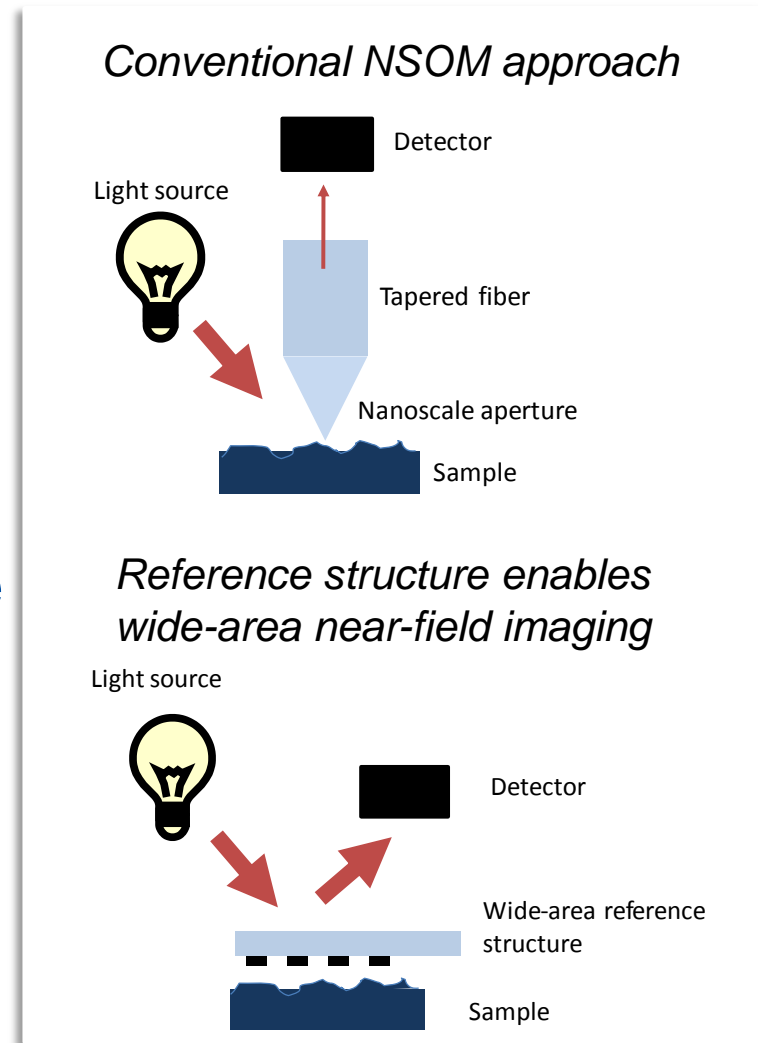 Conventional NSOM approach
Detector
Light source
Tapered fiber
Nanoscale aperture
Sample
Reference structure enables
wide-area near-field imaging
Light source
Detector
Wide-area reference
structure
Sample